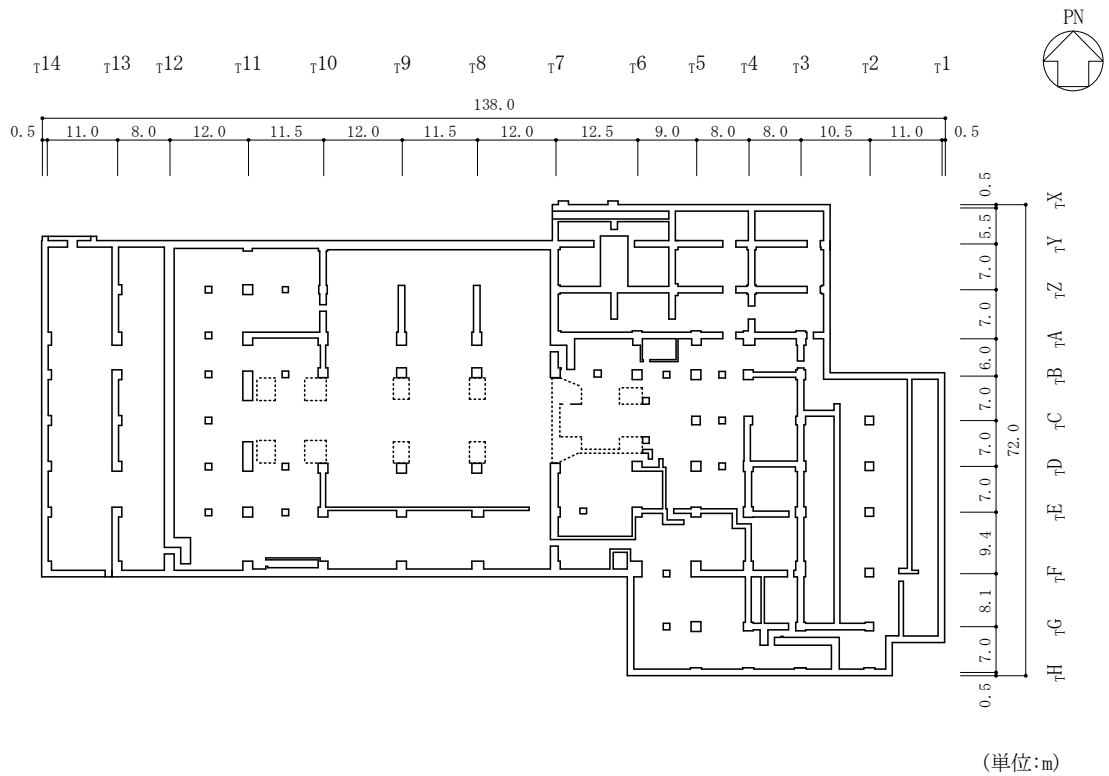 PN
T14 T13 T12 T11 T10 T9 T8 T7 T6 T5 T4 T3 T2 T1
138.0
0.5 11.0 8.0 12.0 11.5 12.0 11.5 12.0 12.5 9.0 8.0 8.0 10.5 11.0 0.5
0.5
TX
5.5
TY
7.0
TZ
7.0
TA
6.0
TB
7.0
TC
7.0
72.0
TD
7.0
TE
9.4
TF
8.1
TG
7.0
TH
0.5
(単位:m)